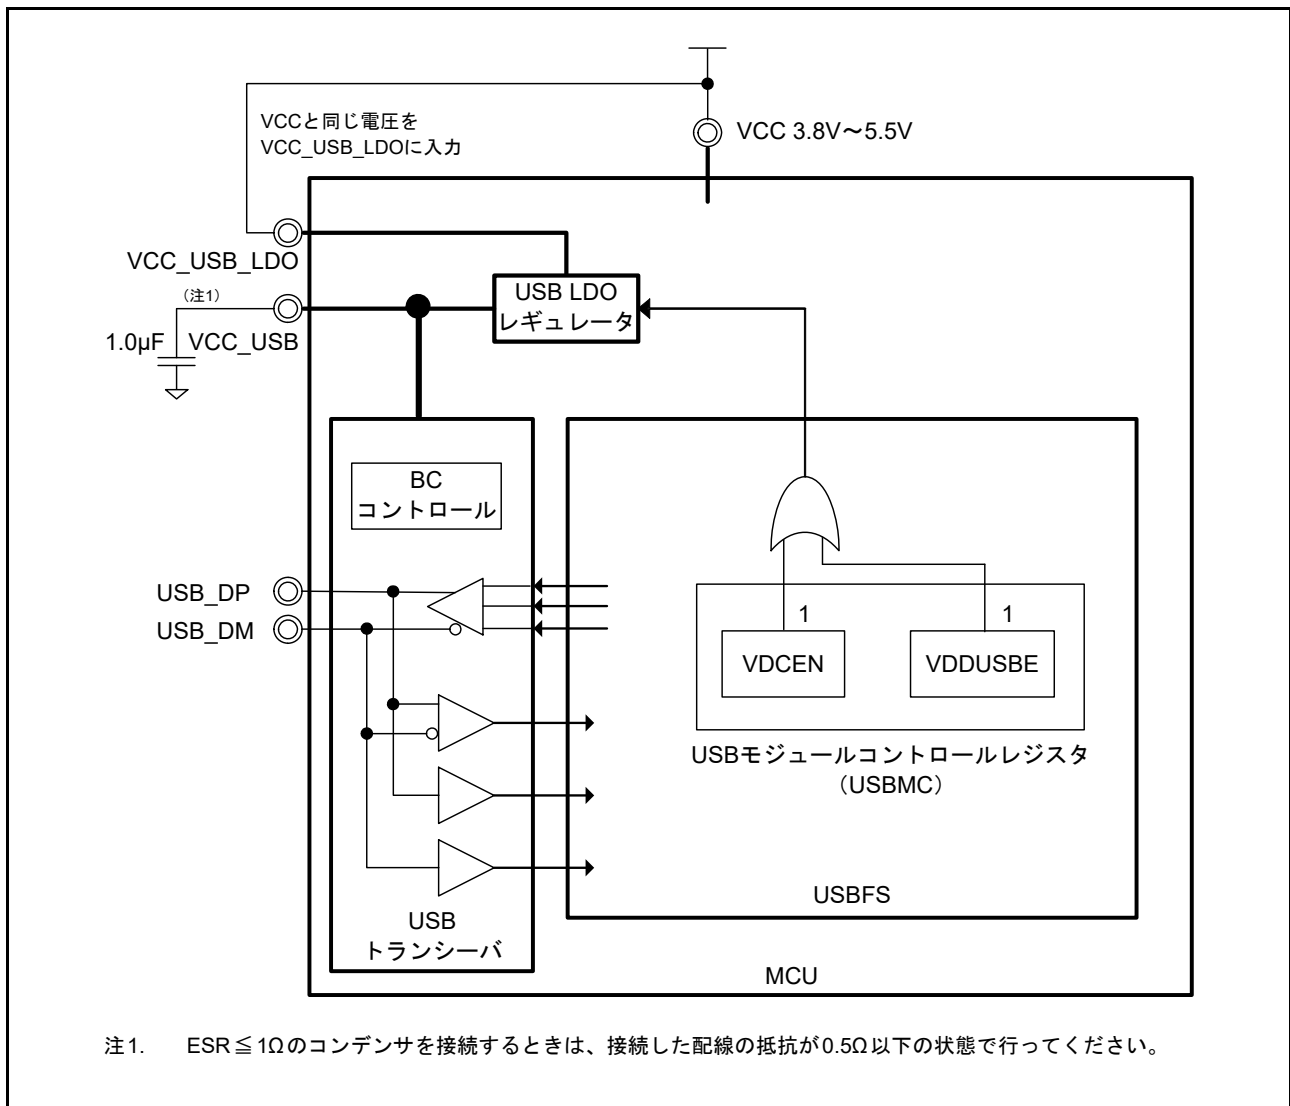 VCC 3.8V～5.5V
VCCと同じ電圧を
VCC_USB_LDOに入力
VCC_USB_LDO
（注1）
1.0µF
VCC_USB
USB LDO
レギュレータ
BC
コントロール
USB_DP
USB_DM
1
1
VDCEN
VDDUSBE
USBモジュールコントロールレジスタ
（USBMC）
USBFS
USB
トランシーバ
MCU
注1. ESR≦1Ωのコンデンサを接続するときは、接続した配線の抵抗が0.5Ω以下の状態で行ってください。